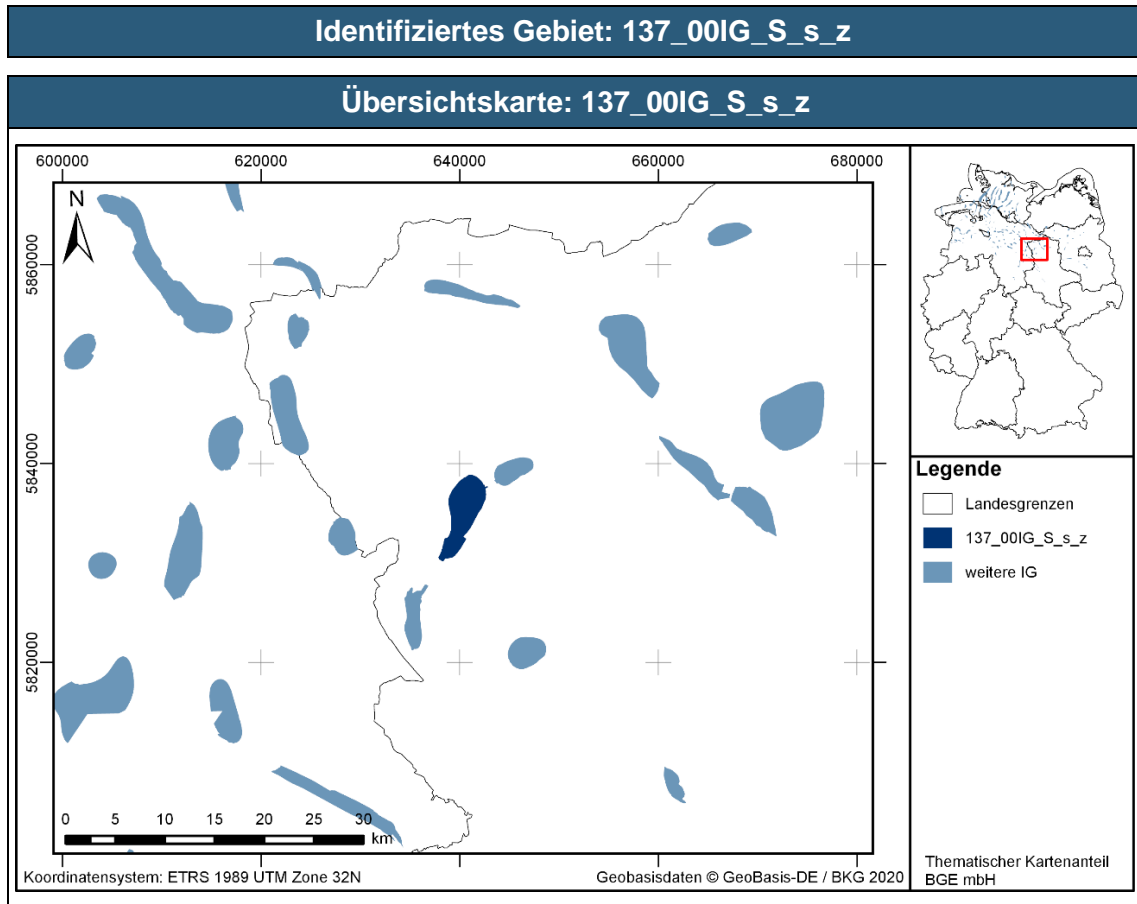 Identifiziertes Gebiet: 137_00IG_S_s_z
Übersichtskarte: 137_00IG_S_s_z
600000 620000 640000 660000 680000
N
5860000
5840000
5820000
0 5 10 15 20 25 30
km
Koordinatensystem: ETRS 1989 UTM Zone 32N
Geobasisdaten © GeoBasis-DE / BKG 2020
Legende
Landesgrenzen
137_00IG_S_s_z
weitere IG
Thematischer Kartenanteil
BGE mbH